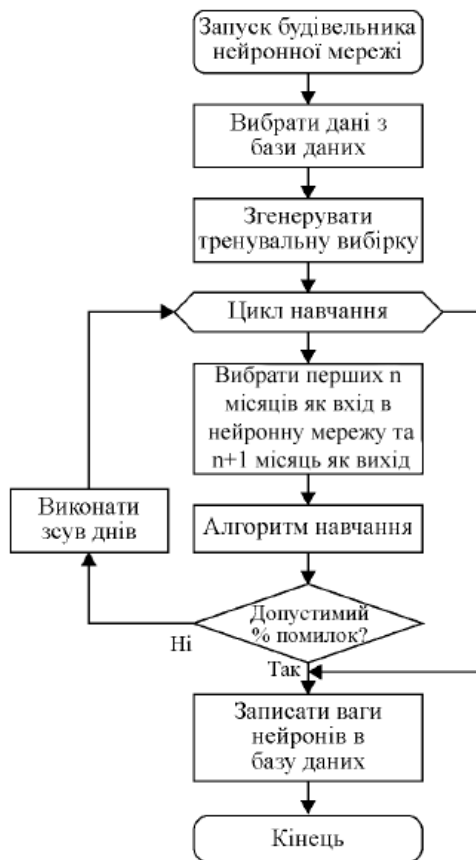 Запуск будівельника
нейронної мережі
Вибрати дані з
бази даних
Згенерувати
тренувальну вибірку
Цикл навчання
Вибрати перших n
місяців як вхід в
нейронну мережу та
n+1 місяць як вихід
Виконати
зсув днів
Алгоритм навчання
Допустимий
% помилок?
Ні
Так
Записати ваги
нейронів в
базу даних
Кінець